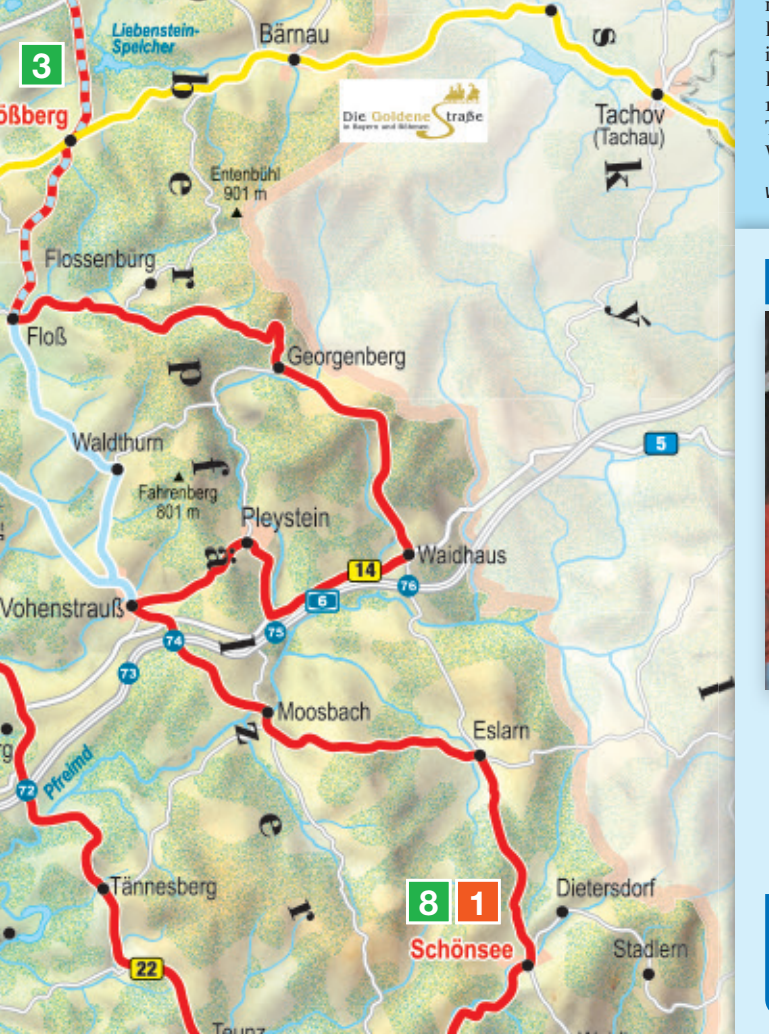 Liebenstein-
Speicher
Bärnau
3
ößberg
Die Goldene Straße
in Bayern und Böhmen
Tachov
(Tachau)
Entenbühl
901 m
Flossenbürg
Floß
Georgenberg
Waldthurn
5
Fahrenberg
801 m
Pleystein
14
Waidhaus
6
76
Vohenstrauß
75
74
73
Moosbach
Eslarn
rg
Pfreimd
72
Tännesberg
8 1
Dietersdorf
Schönsee
Stadlern
22
Teunz
O b e r p f ä l z e r
s k ý
l